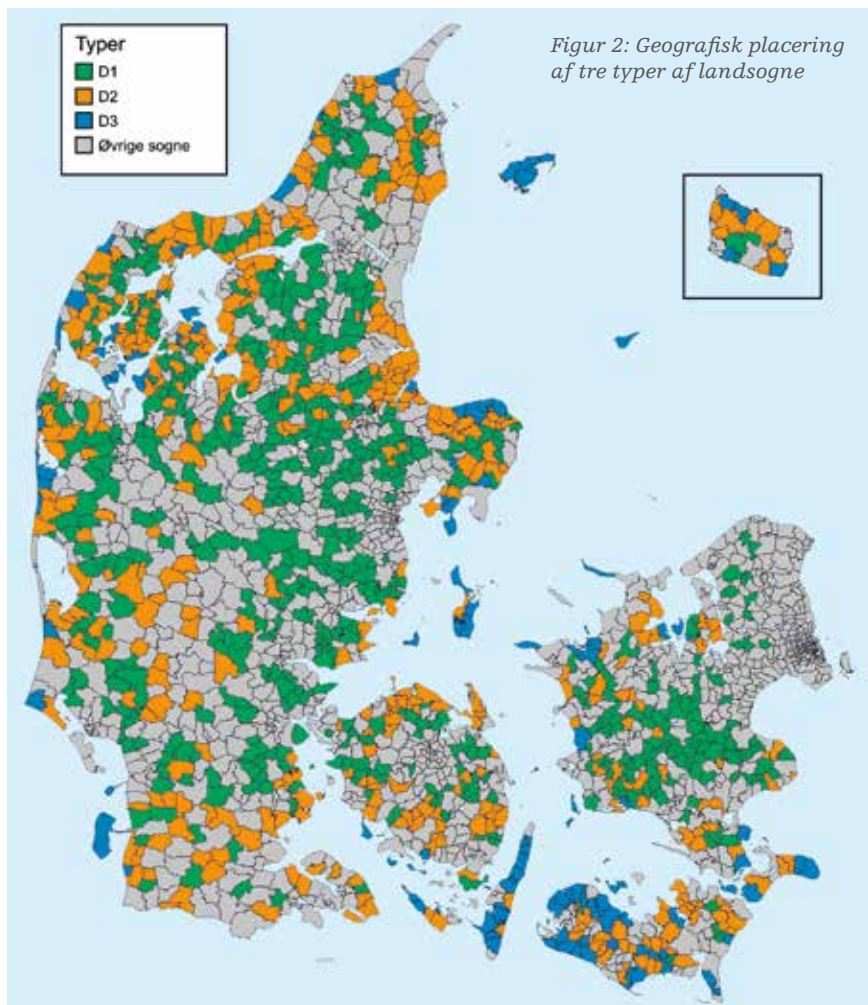 Typer
D1
D2
D3
Øvrige sogne
Figur 2: Geografisk placering
af tre typer af landsogne